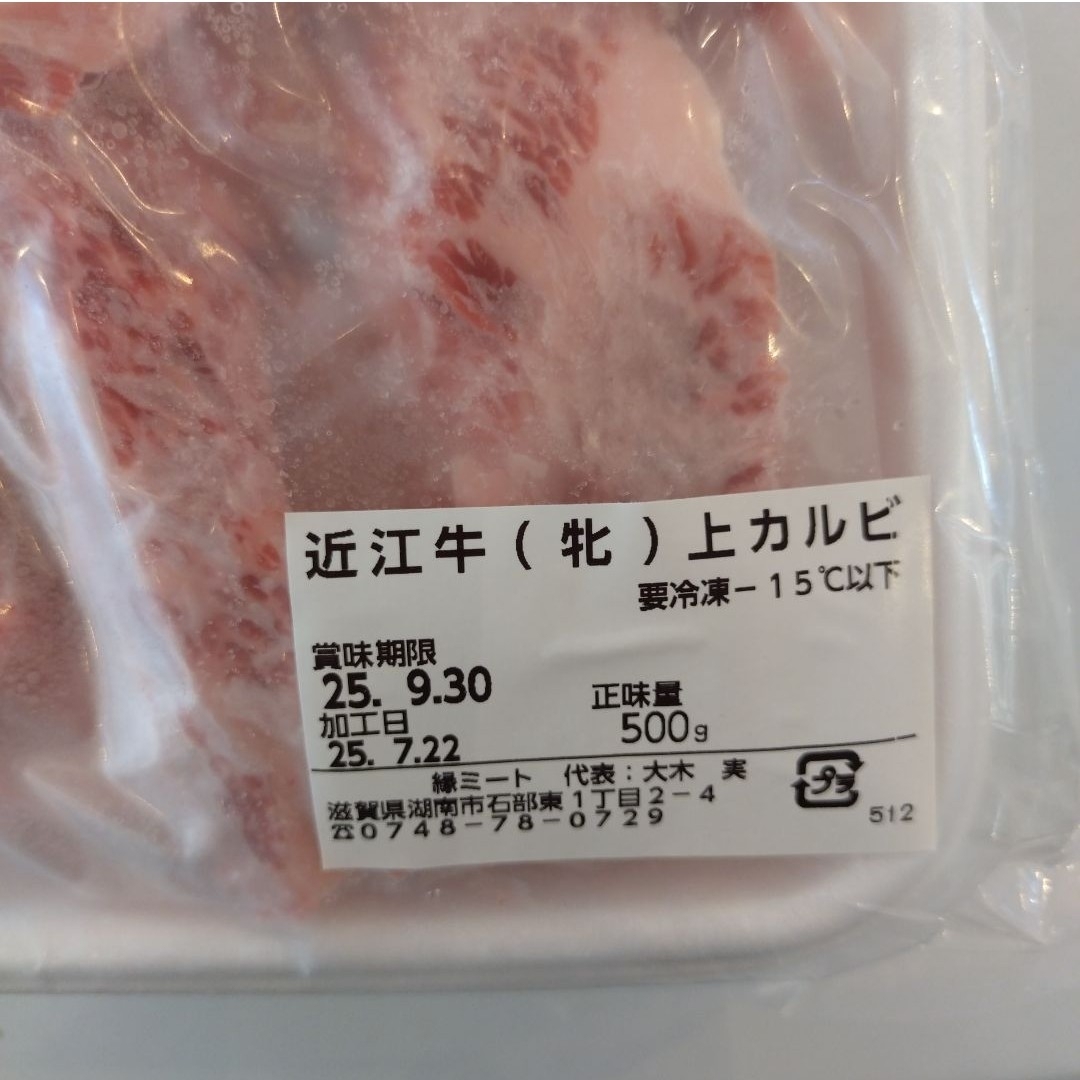 近江牛（牝）上カルビ
要冷凍－１５℃以下
賞味期限
25. 9.30
正味量
500g
加工日
25. 7.22
縁ミート 代表：大木 実
滋賀県湖南市石部東１丁目２－４
☎０７４８－７８－０７２９
プラ
512